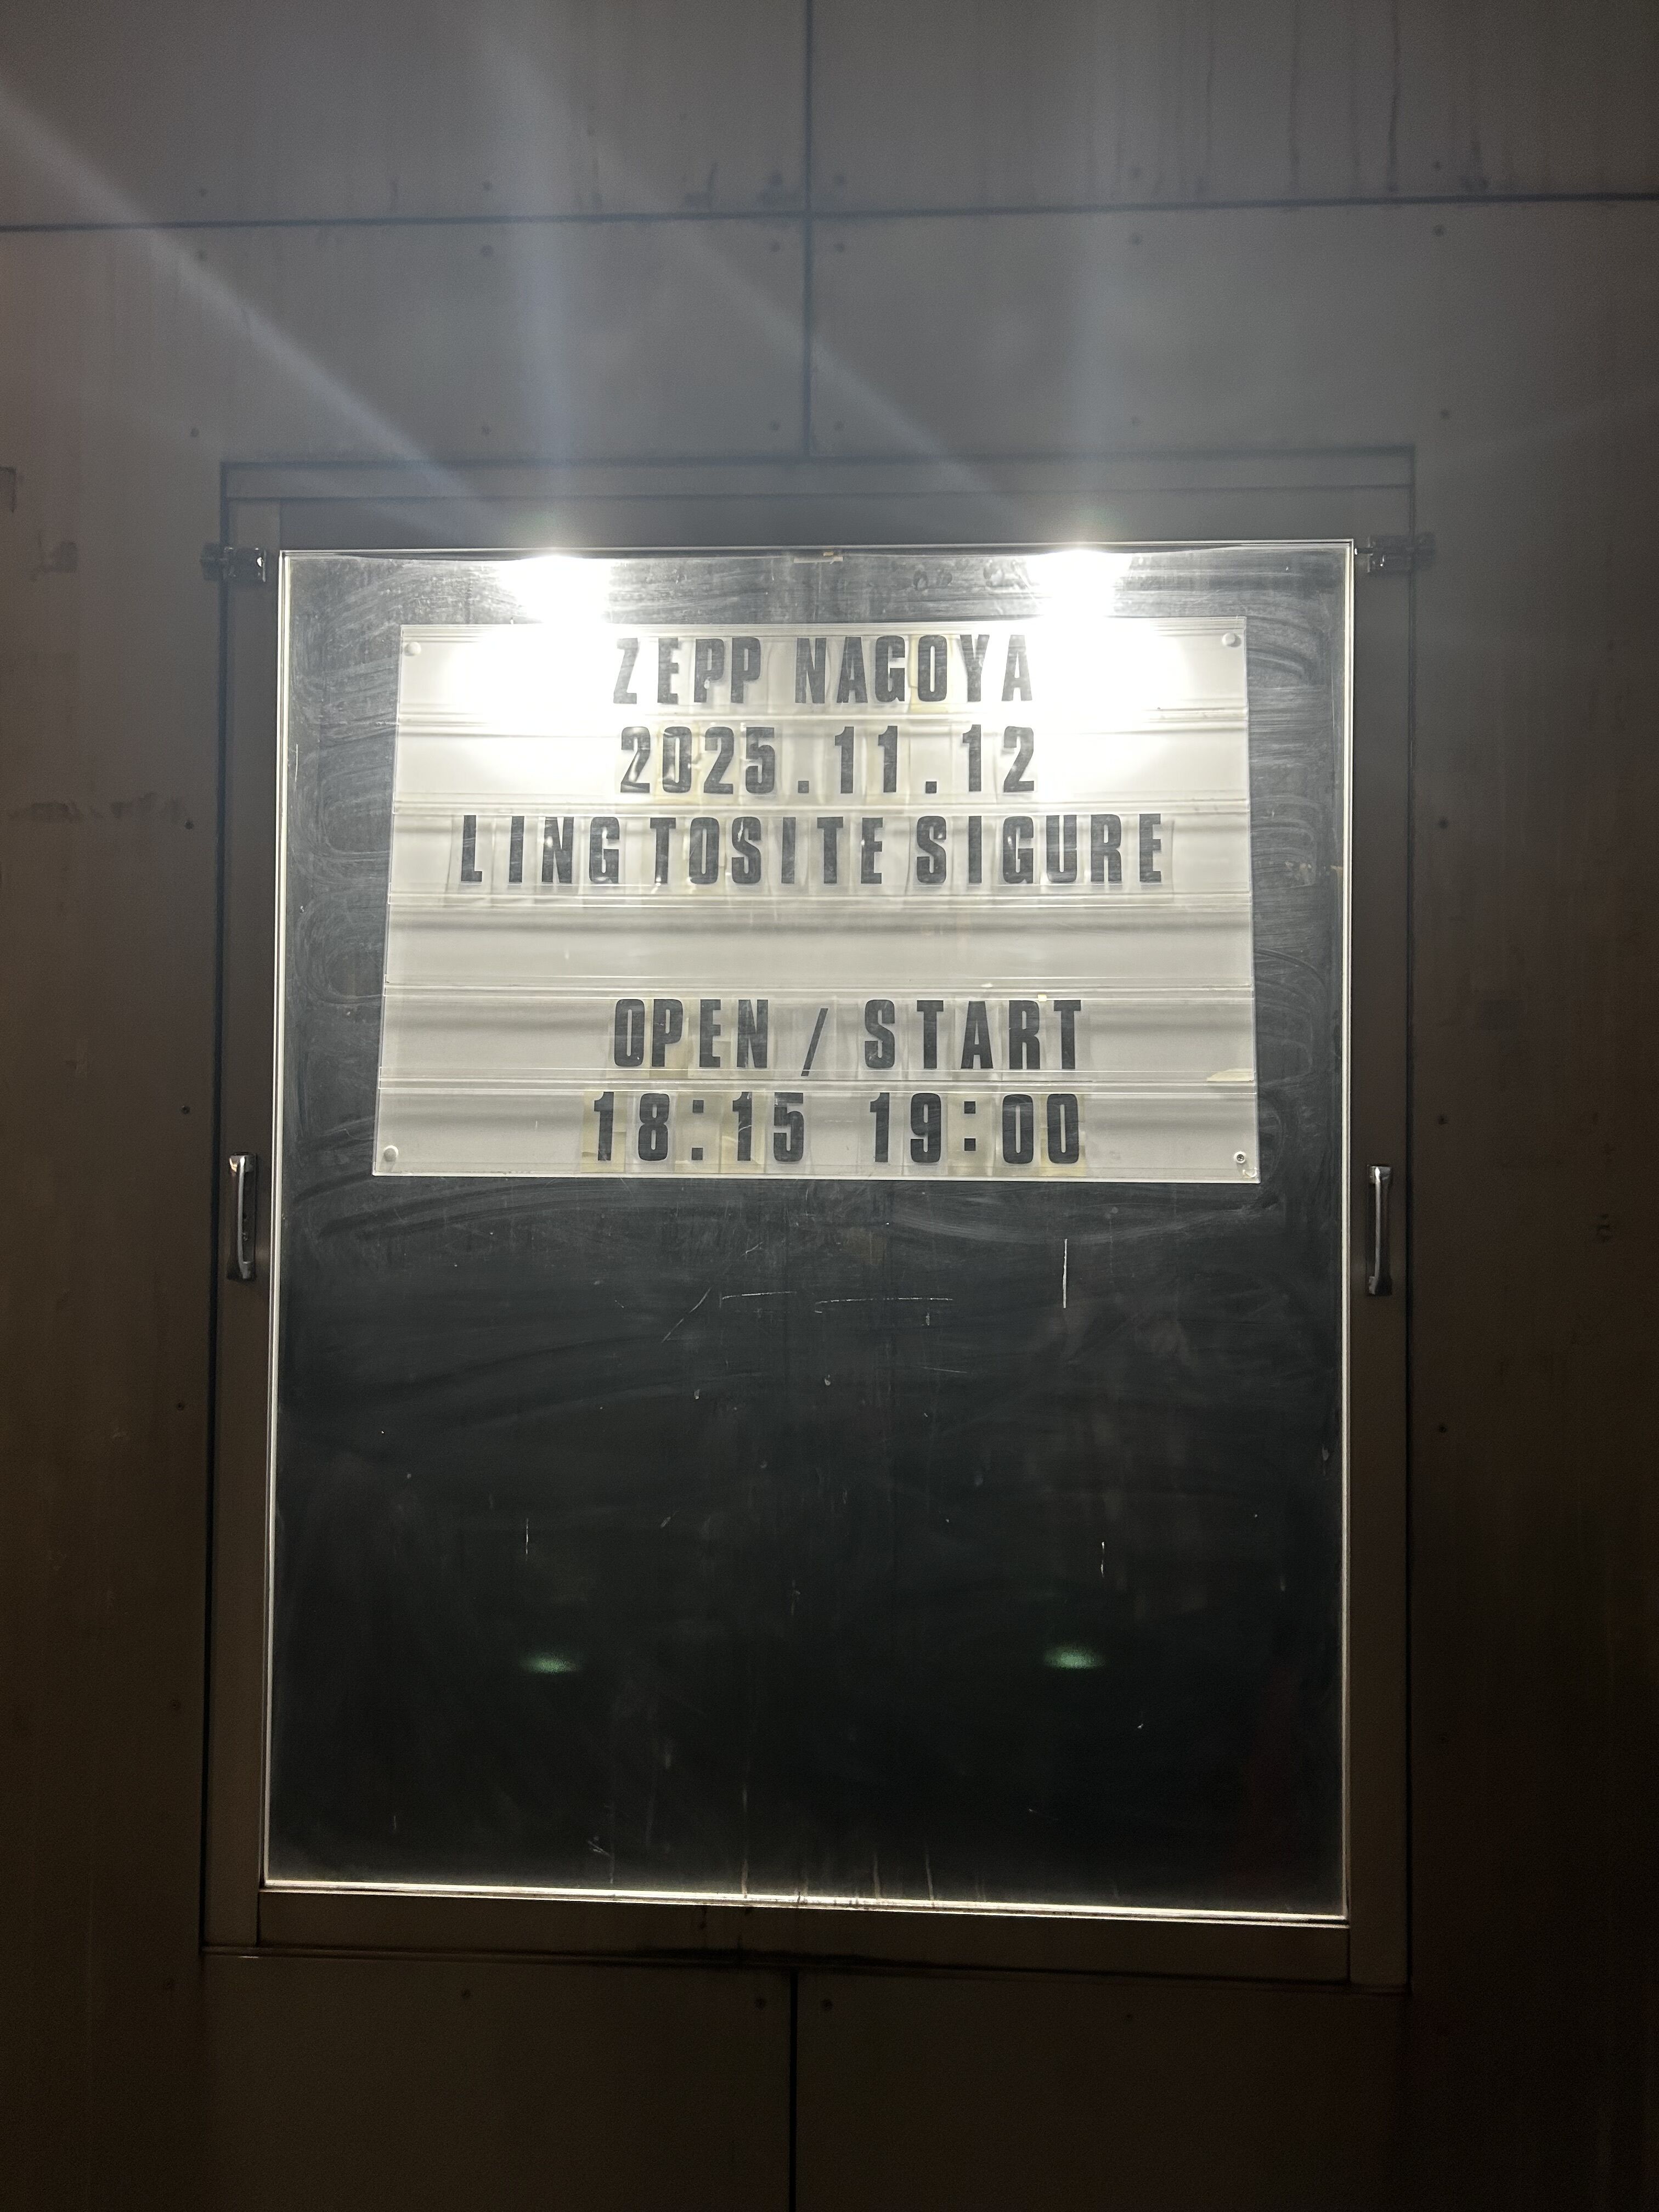 ZEPP NAGOYA
2025.11.12
LING TOSITE SIGURE
OPEN / START
18:15 19:00